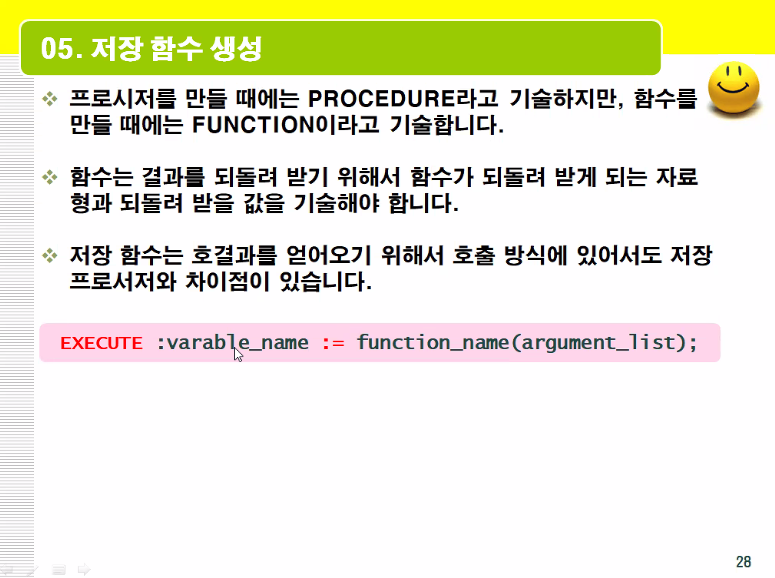 05. 저장 함수 생성
프로시저를 만들 때에는 PROCEDURE라고 기술하지만, 함수를
만들 때에는 FUNCTION이라고 기술합니다.
함수는 결과를 되돌려 받기 위해서 함수가 되돌려 받게 되는 자료
형과 되돌려 받을 값을 기술해야 합니다.
저장 함수는 호결과를 얻어오기 위해서 호출 방식에 있어서도 저장
프로서저와 차이점이 있습니다.
EXECUTE :varable_name := function_name(argument_list);
28